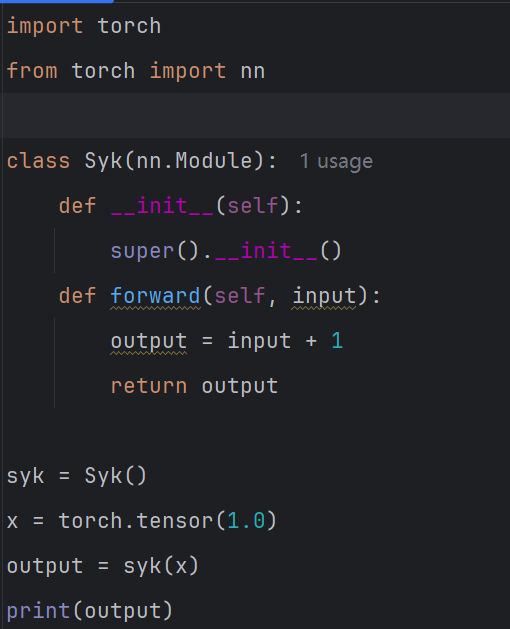 import torch
from torch import nn
class Syk(nn.Module): 1 usage
    def __init__(self):
        super().__init__()
    def forward(self, input):
        output = input + 1
        return output
syk = Syk()
x = torch.tensor(1.0)
output = syk(x)
print(output)